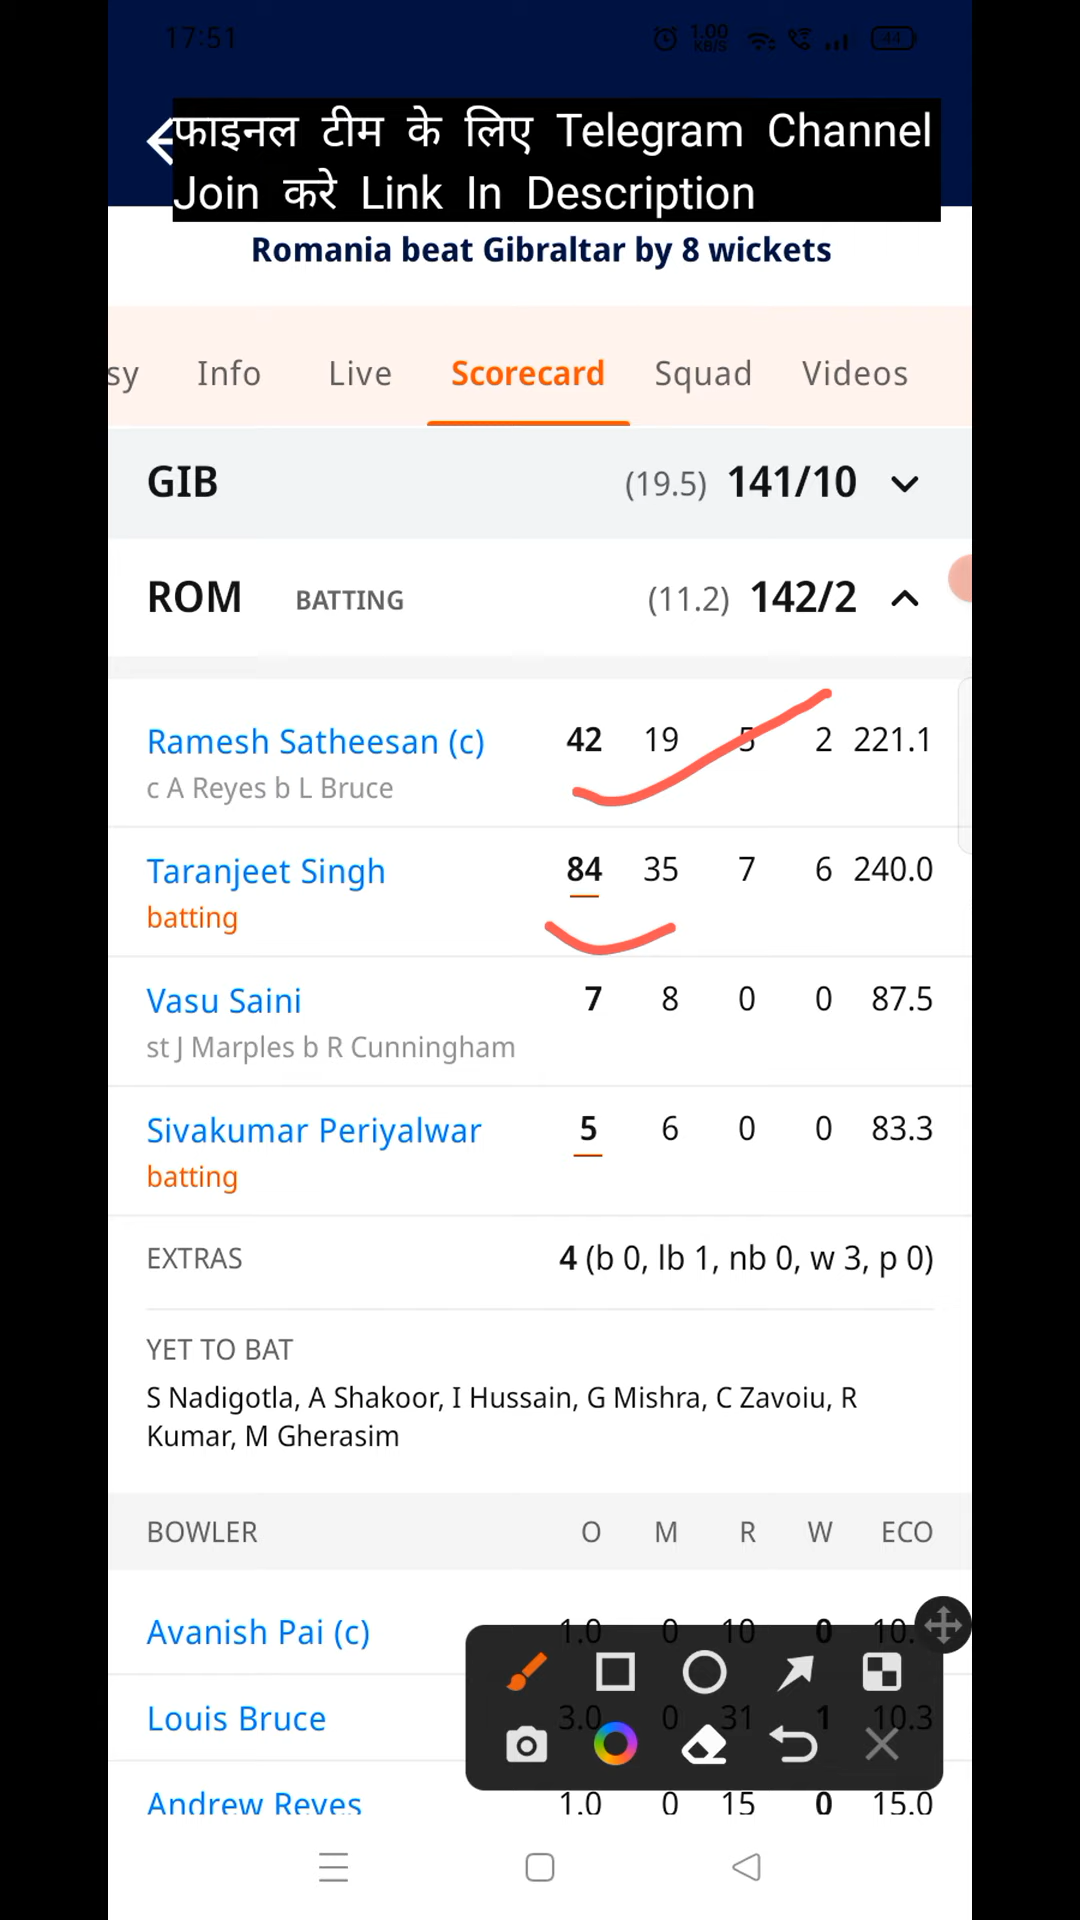 17:51 1.00 KB/S 44
फाइनल टीम के लिए Telegram Channel
Join करे Link In Description
Romania beat Gibraltar by 8 wickets
sy Info Live Scorecard Squad Videos
GIB (19.5) 141/10
ROM BATTING (11.2) 142/2
Ramesh Satheesan (c) 42 19 5 2 221.1
c A Reyes b L Bruce
Taranjeet Singh 84 35 7 6 240.0
batting
Vasu Saini 7 8 0 0 87.5
st J Marples b R Cunningham
Sivakumar Periyalwar 5 6 0 0 83.3
batting
EXTRAS 4 (b 0, lb 1, nb 0, w 3, p 0)
YET TO BAT
S Nadigotla, A Shakoor, I Hussain, G Mishra, C Zavoiu, R
Kumar, M Gherasim
BOWLER O M R W ECO
Avanish Pai (c) 1.0 0 10 0 10.
Louis Bruce 3.0 0 31 1 10.3
Andrew Reyes 1.0 0 15 0 15.0